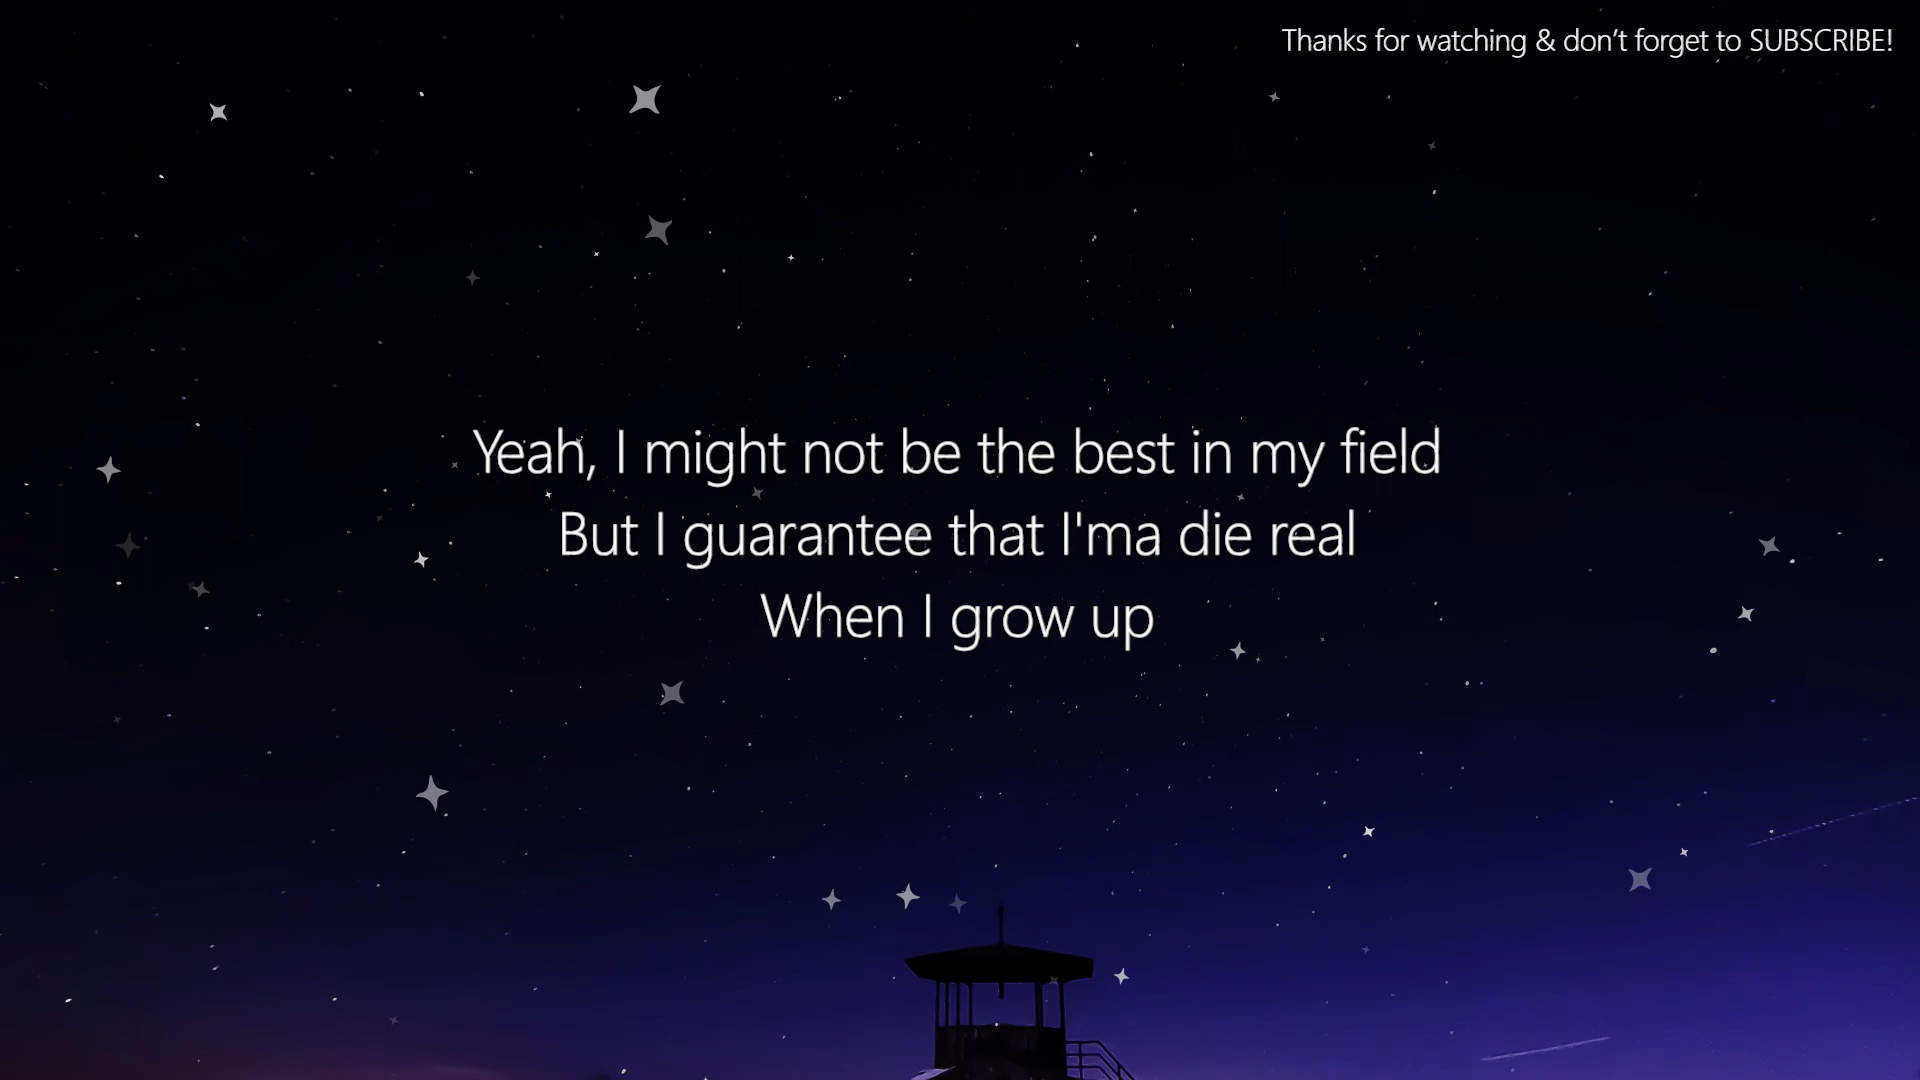 Thanks for watching & don’t forget to SUBSCRIBE!
Yeah, I might not be the best in my field
But I guarantee that I'ma die real
When I grow up